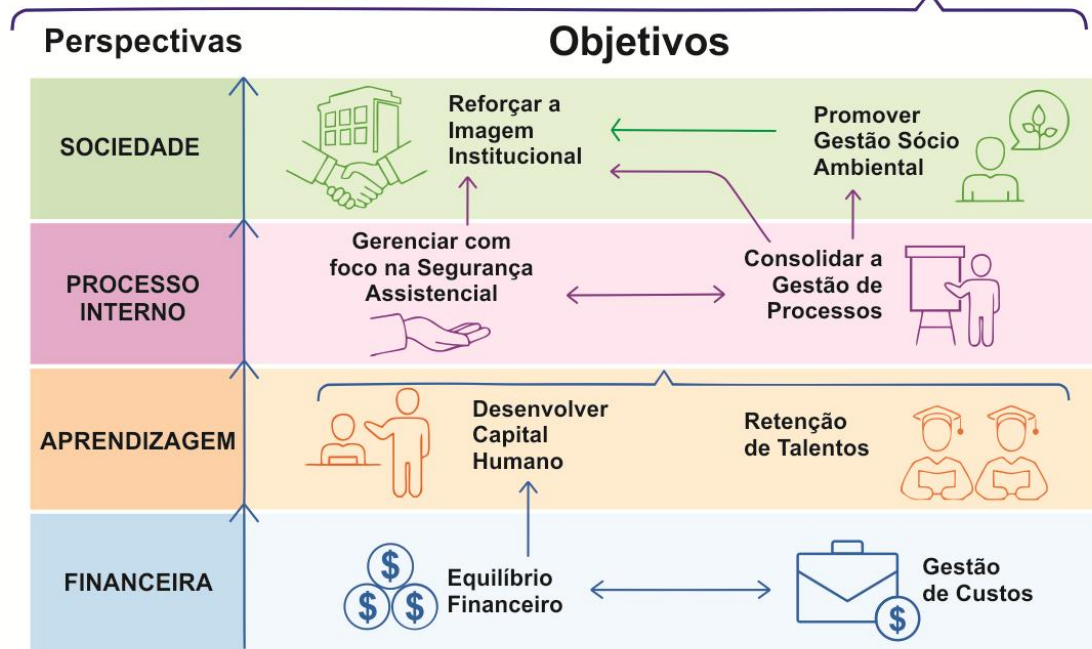 Perspectivas
Objetivos
SOCIEDADE
Reforçar a
Imagem
Institucional
Promover
Gestão Sócio
Ambiental
PROCESSO
INTERNO
Gerenciar com
foco na Segurança
Assistencial
Consolidar a
Gestão de
Processos
APRENDIZAGEM
Desenvolver
Capital
Humano
Retenção
de Talentos
FINANCEIRA
$
$ $
Equilíbrio
Financeiro
$
Gestão
de Custos